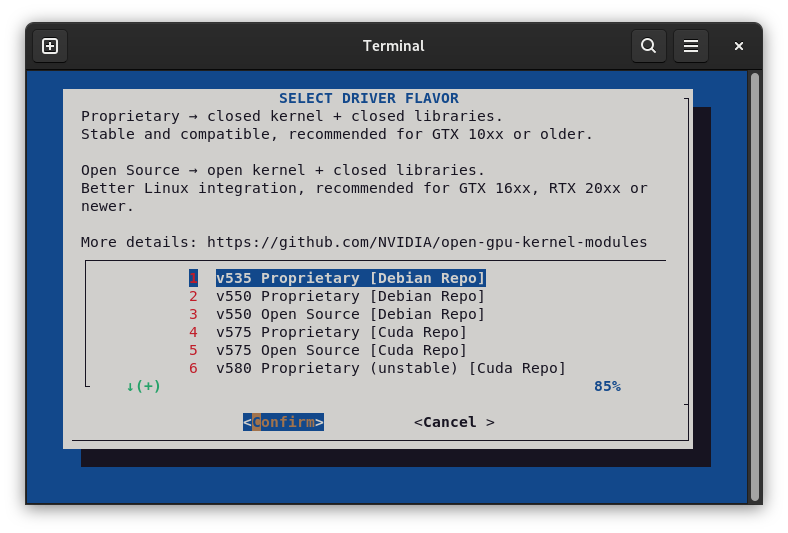 Terminal
SELECT DRIVER FLAVOR
Proprietary → closed kernel + closed libraries.
Stable and compatible, recommended for GTX 10xx or older.
Open Source → open kernel + closed libraries.
Better Linux integration, recommended for GTX 16xx, RTX 20xx or
newer.
More details: https://github.com/NVIDIA/open-gpu-kernel-modules
1 v535 Proprietary [Debian Repo]
2 v550 Proprietary [Debian Repo]
3 v550 Open Source [Debian Repo]
4 v575 Proprietary [Cuda Repo]
5 v575 Open Source [Cuda Repo]
6 v580 Proprietary (unstable) [Cuda Repo]
↓(+) 85%
<Confirm> <Cancel >